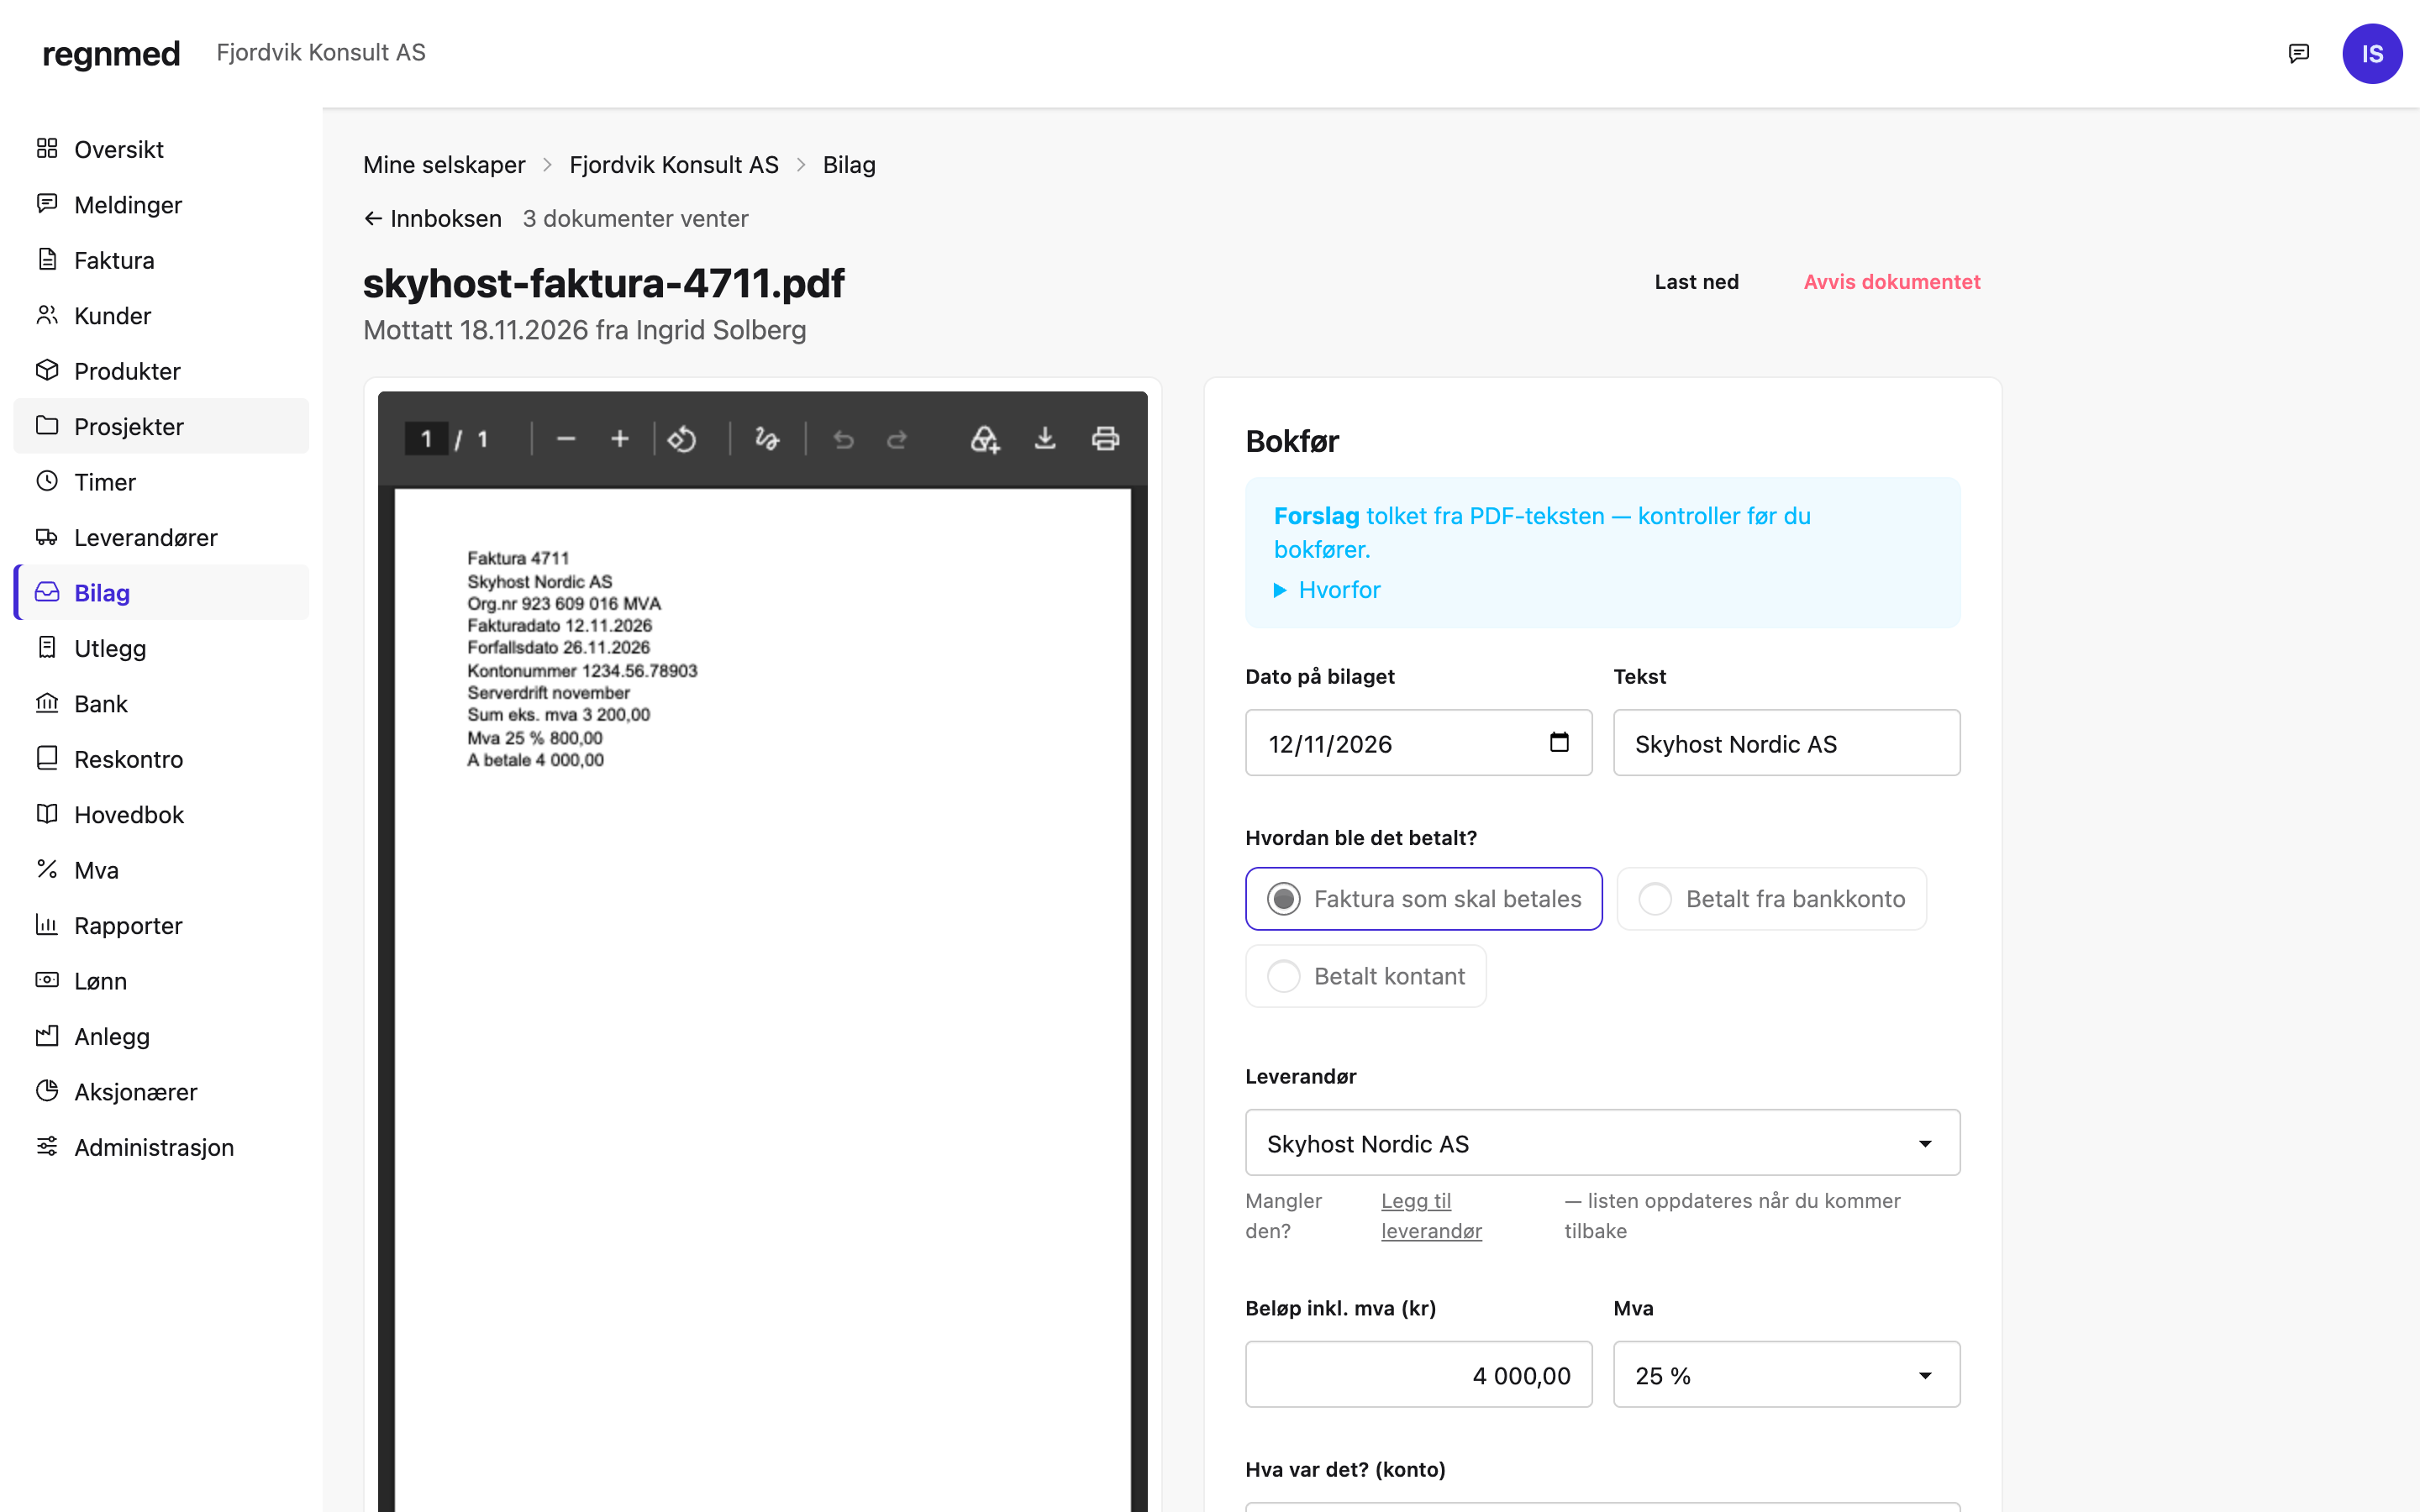 regnmed
Fjordvik Konsult AS
IS
Oversikt
Meldinger
Faktura
Kunder
Produkter
Prosjekter
Timer
Leverandører
Bilag
Utlegg
Bank
Reskontro
Hovedbok
Mva
Rapporter
Lønn
Anlegg
Aksjonærer
Administrasjon
Mine selskaper > Fjordvik Konsult AS > Bilag
← Innboksen 3 dokumenter venter
skyhost-faktura-4711.pdf
Mottatt 18.11.2026 fra Ingrid Solberg
Last ned
Avvis dokumentet
1 / 1
Faktura 4711
Skyhost Nordic AS
Org.nr 923 609 016 MVA
Fakturadato 12.11.2026
Forfallsdato 26.11.2026
Kontonummer 1234.56.78903
Serverdrift november
Sum eks. mva 3 200,00
Mva 25 % 800,00
A betale 4 000,00
Bokfør
Forslag tolket fra PDF-teksten — kontroller før du
bokfører.
Hvorfor
Dato på bilaget
12/11/2026
Tekst
Skyhost Nordic AS
Hvordan ble det betalt?
Faktura som skal betales
Betalt fra bankkonto
Betalt kontant
Leverandør
Skyhost Nordic AS
Mangler den? Legg til leverandør — listen oppdateres når du kommer tilbake
Beløp inkl. mva (kr)
4 000,00
Mva
25 %
Hva var det? (konto)